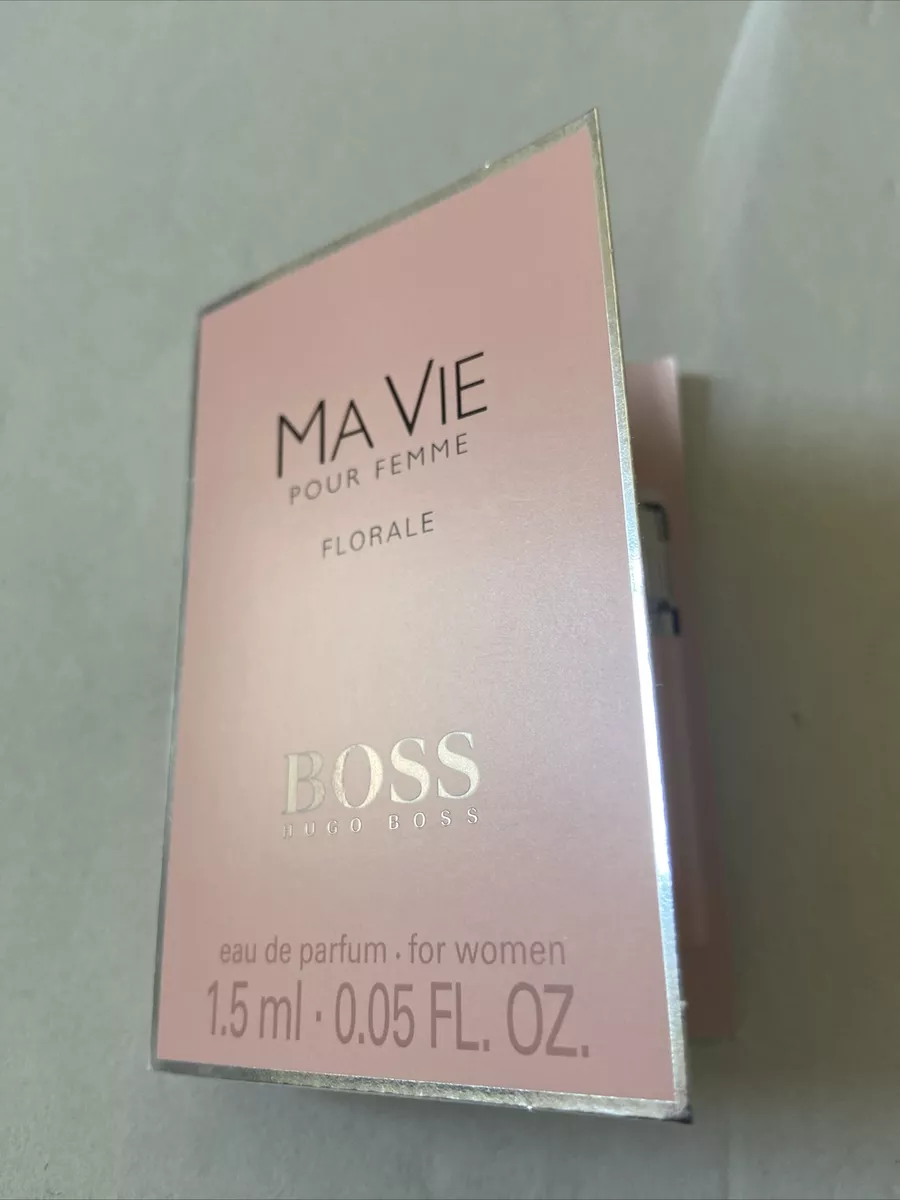 MA VIE
POUR FEMME
FLORALE
BOSS
HUGO BOSS
eau de parfum · for women
1.5 ml · 0.05 FL. OZ.